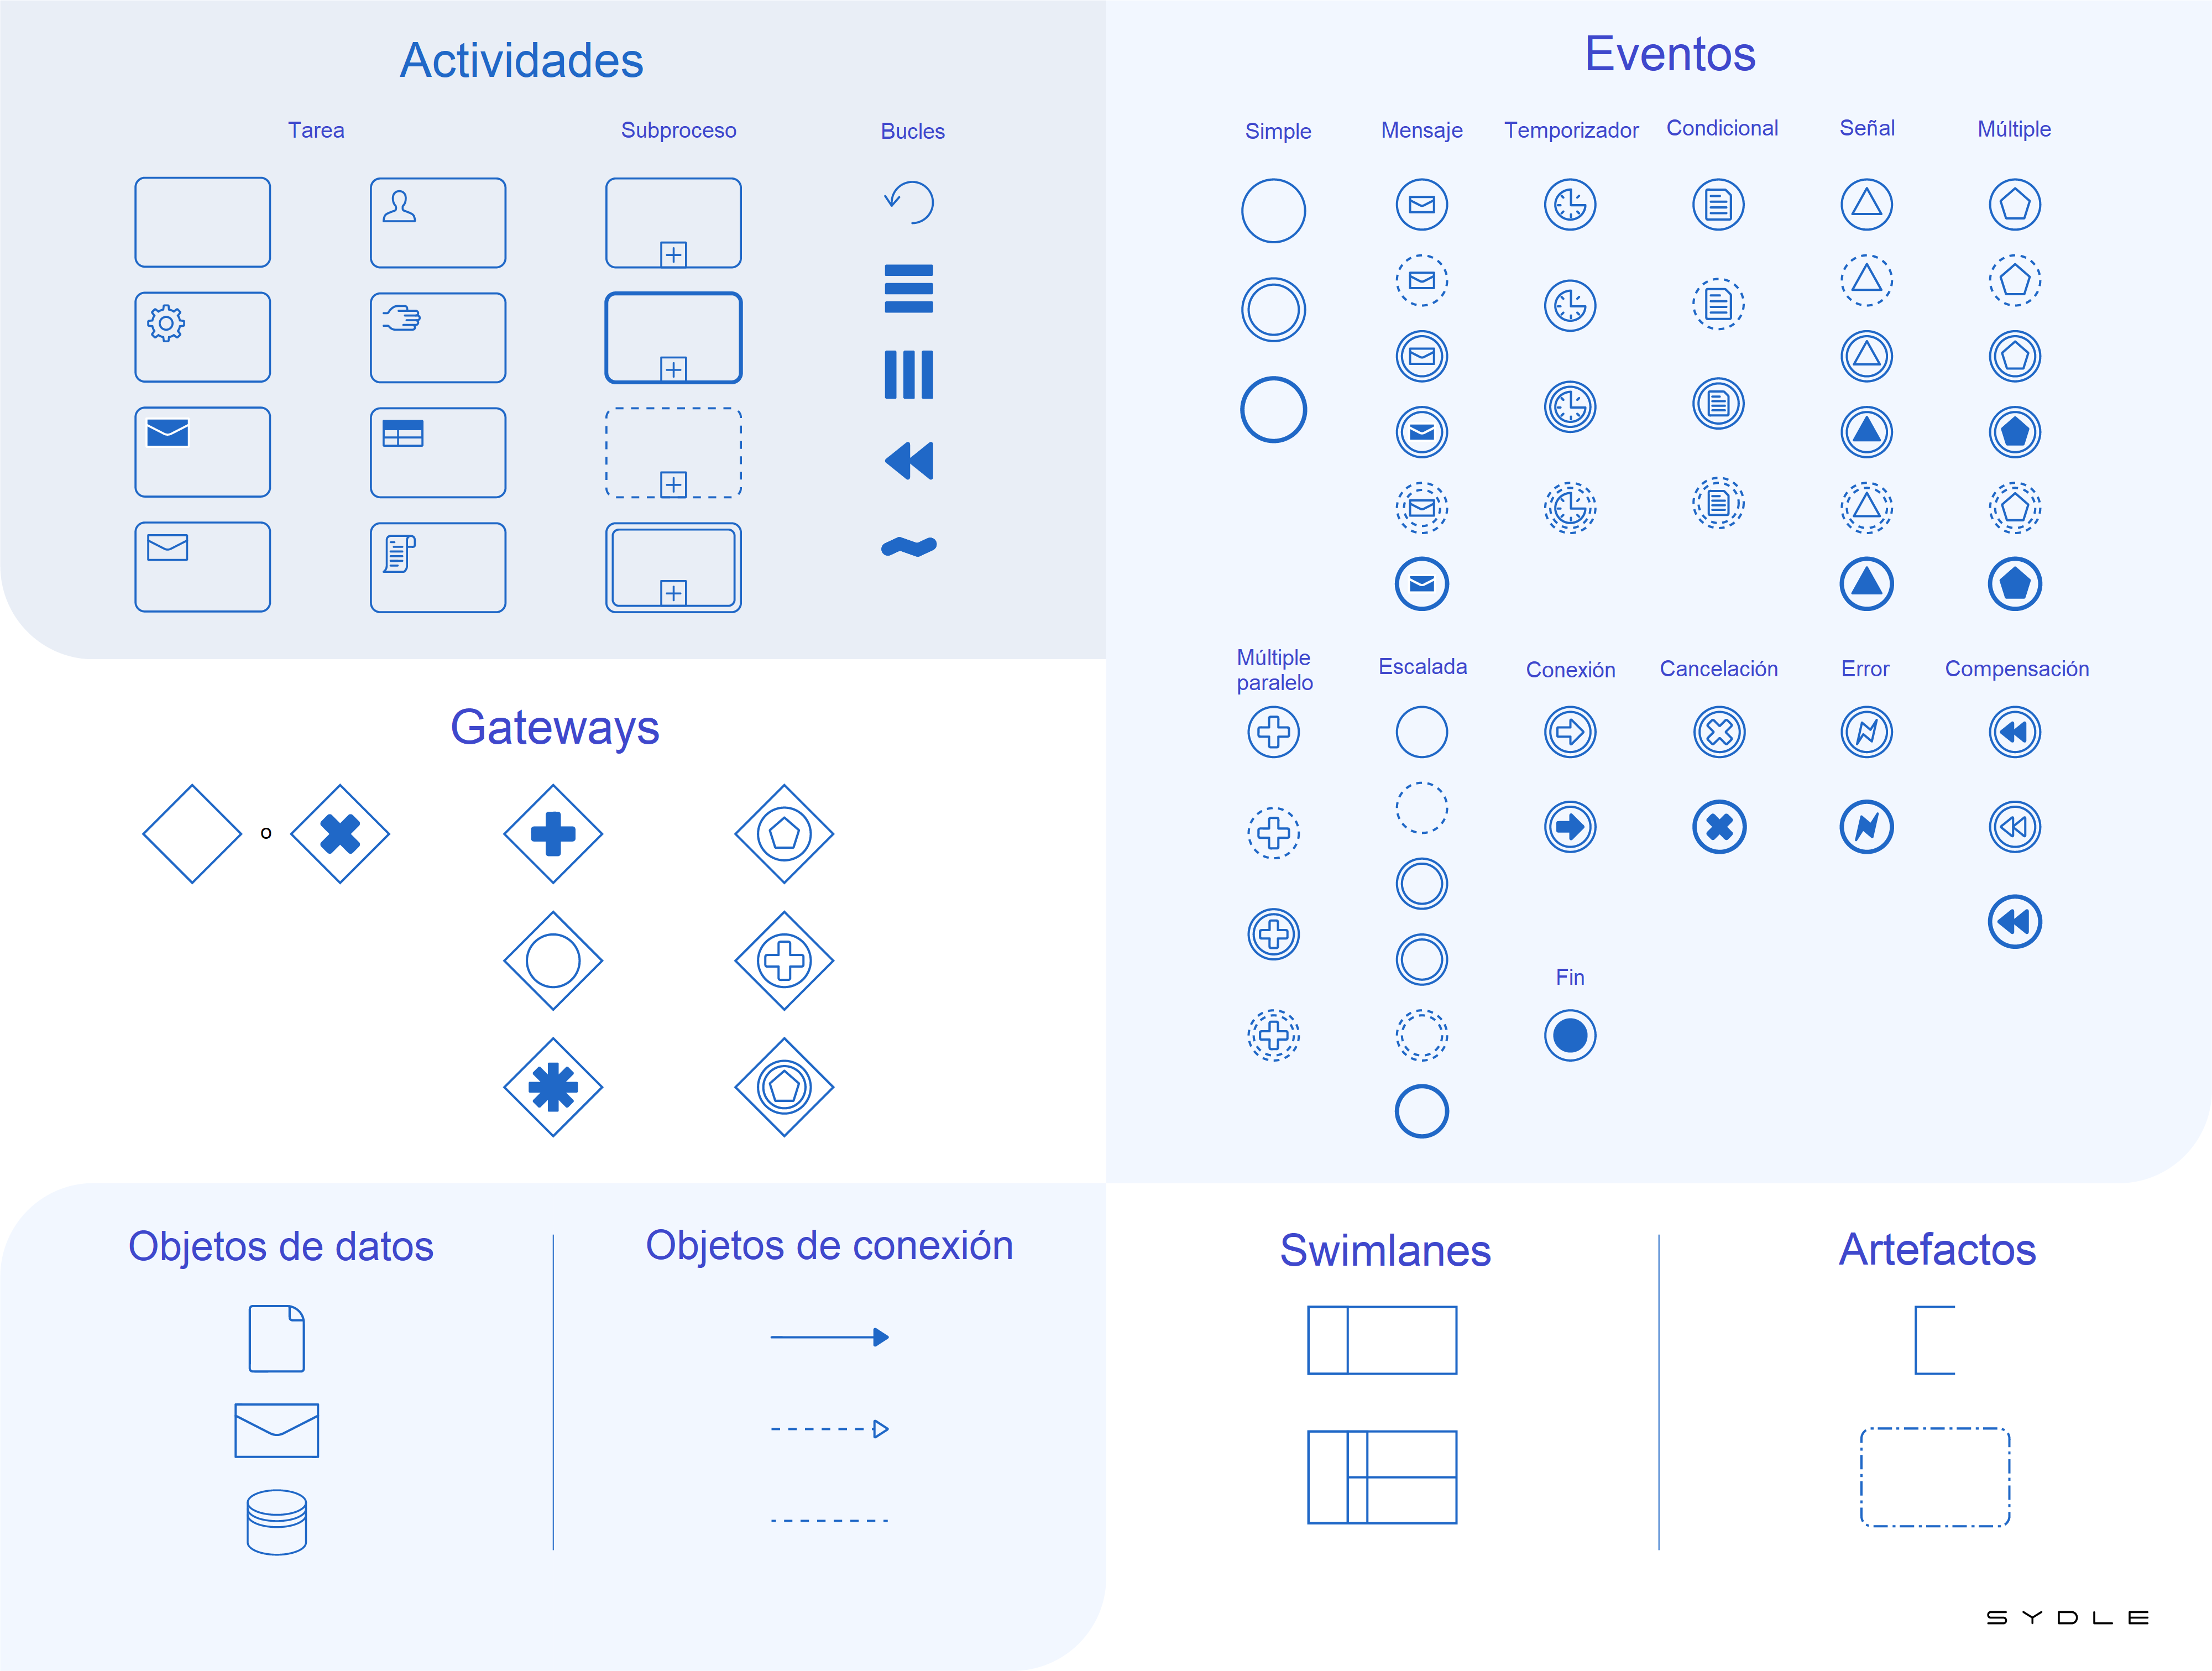 Actividades
Tarea
Subproceso
Bucles
Eventos
Simple
Mensaje
Temporizador
Condicional
Señal
Múltiple
Múltiple
paralelo
Escalada
Conexión
Cancelación
Error
Compensación
Fin
Gateways
o
Objetos de datos
Objetos de conexión
Swimlanes
Artefactos
SYDLE